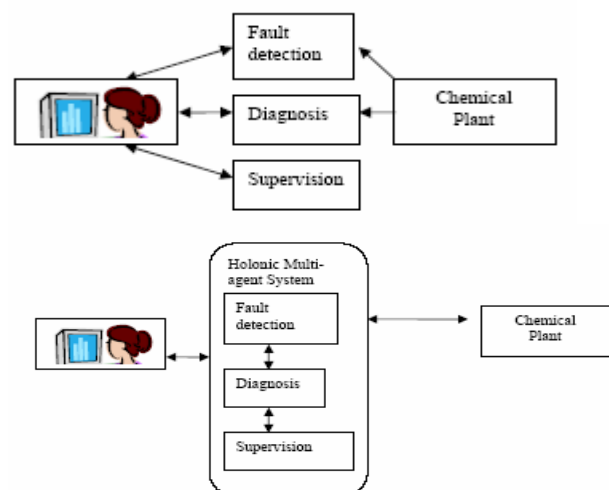 Fault
detection
Diagnosis
Chemical
Plant
Supervision
Holonic Multi-
agent System
Fault
detection
Diagnosis
Supervision
Chemical
Plant